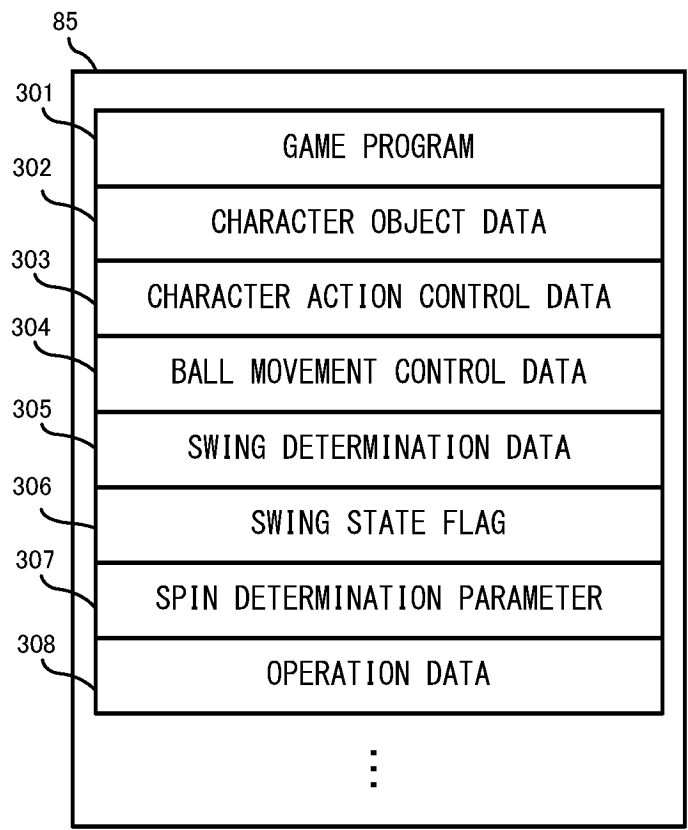 85
301
GAME PROGRAM
302
CHARACTER OBJECT DATA
303
CHARACTER ACTION CONTROL DATA
304
BALL MOVEMENT CONTROL DATA
305
SWING DETERMINATION DATA
306
SWING STATE FLAG
307
SPIN DETERMINATION PARAMETER
308
OPERATION DATA
⋮